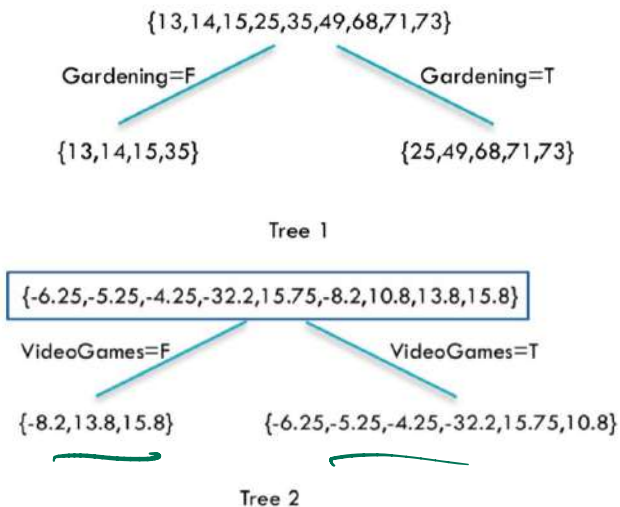 {13,14,15,25,35,49,68,71,73}
Gardening=F Gardening=T
{13,14,15,35} {25,49,68,71,73}
Tree 1
{-6.25,-5.25,-4.25,-32.2,15.75,-8.2,10.8,13.8,15.8}
VideoGames=F VideoGames=T
{-8.2,13.8,15.8} {-6.25,-5.25,-4.25,-32.2,15.75,10.8}
Tree 2